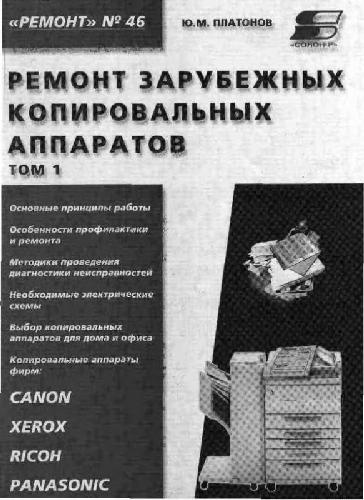 «РЕМОНТ» № 46
Ю.М. ПЛАТОНОВ
«СОЛОН-Р»
РЕМОНТ ЗАРУБЕЖНЫХ
КОПИРОВАЛЬНЫХ
АППАРАТОВ
ТОМ 1
Основные принципы работы
Особенности профилактики
и ремонта
Методики проведения
диагностики неисправностей
Необходимые электрические
схемы
Выбор копировальных
аппаратов для дома и офиса
Копировальные аппараты
фирм:
CANON
XEROX
RICOH
PANASONIC